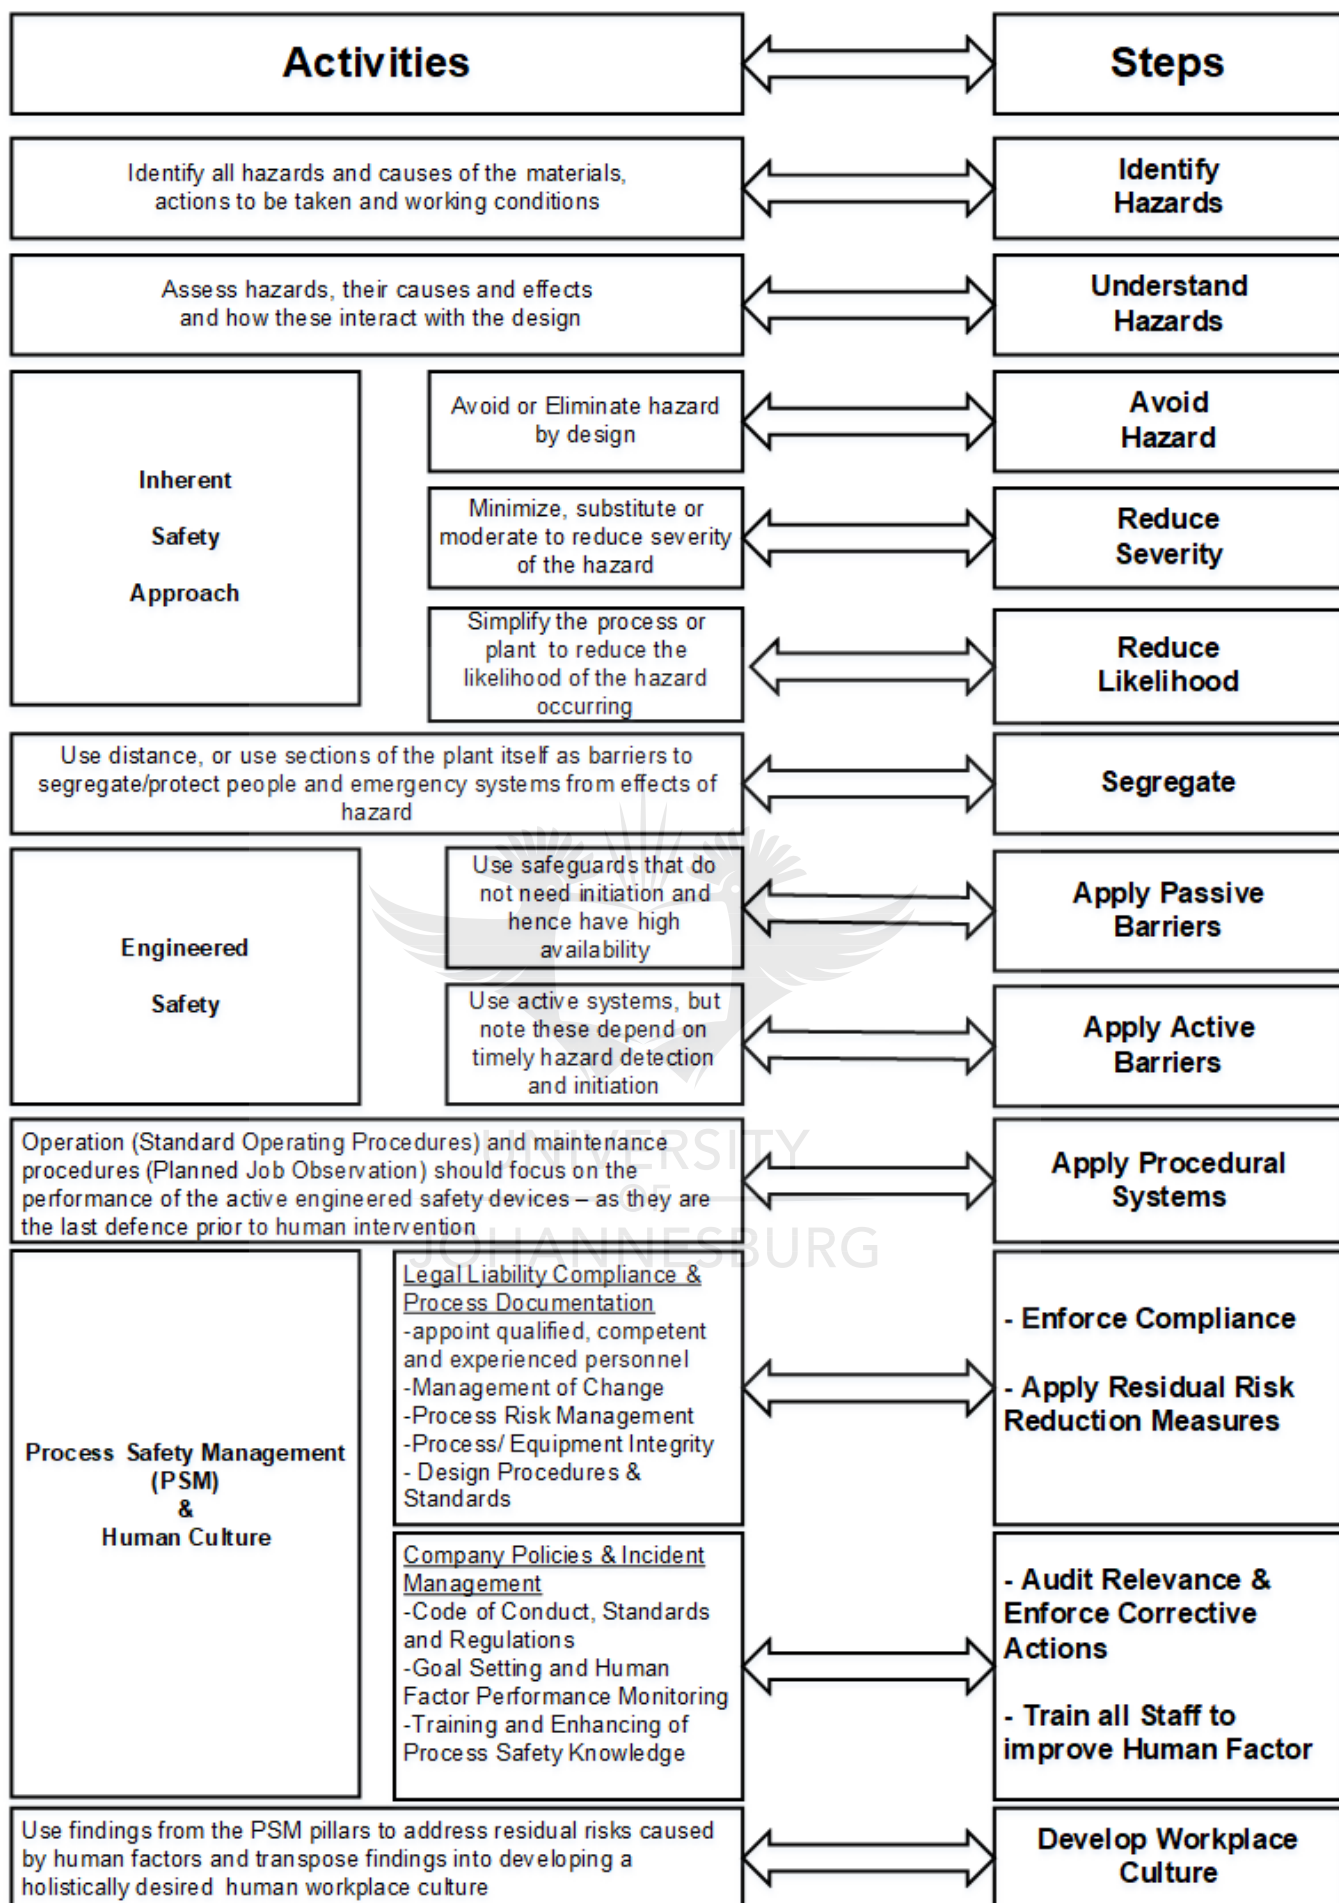 Activities
Steps
Identify all hazards and causes of the materials,
actions to be taken and working conditions
Identify
Hazards
Assess hazards, their causes and effects
and how these interact with the design
Understand
Hazards
Inherent
Safety
Approach
Avoid or Eliminate hazard
by design
Avoid
Hazard
Minimize, substitute or
moderate to reduce severity
of the hazard
Reduce
Severity
Simplify the process or
plant to reduce the
likelihood of the hazard
occurring
Reduce
Likelihood
Use distance, or use sections of the plant itself as barriers to
segregate/protect people and emergency systems from effects of
hazard
Segregate
Engineered
Safety
Use safeguards that do
not need initiation and
hence have high
availability
Apply Passive
Barriers
Use active systems, but
note these depend on
timely hazard detection
and initiation
Apply Active
Barriers
Operation (Standard Operating Procedures) and maintenance
procedures (Planned Job Observation) should focus on the
performance of the active engineered safety devices – as they are
the last defence prior to human intervention
Apply Procedural
Systems
UNIVERSITY
OF
JOHANNESBURG
Process Safety Management
(PSM)
&
Human Culture
Legal Liability Compliance &
Process Documentation
-appoint qualified, competent
and experienced personnel
-Management of Change
-Process Risk Management
-Process/ Equipment Integrity
- Design Procedures &
Standards
- Enforce Compliance
- Apply Residual Risk
Reduction Measures
Company Policies & Incident
Management
-Code of Conduct, Standards
and Regulations
-Goal Setting and Human
Factor Performance Monitoring
-Training and Enhancing of
Process Safety Knowledge
- Audit Relevance &
Enforce Corrective
Actions
- Train all Staff to
improve Human Factor
Use findings from the PSM pillars to address residual risks caused
by human factors and transpose findings into developing a
holistically desired human workplace culture
Develop Workplace
Culture